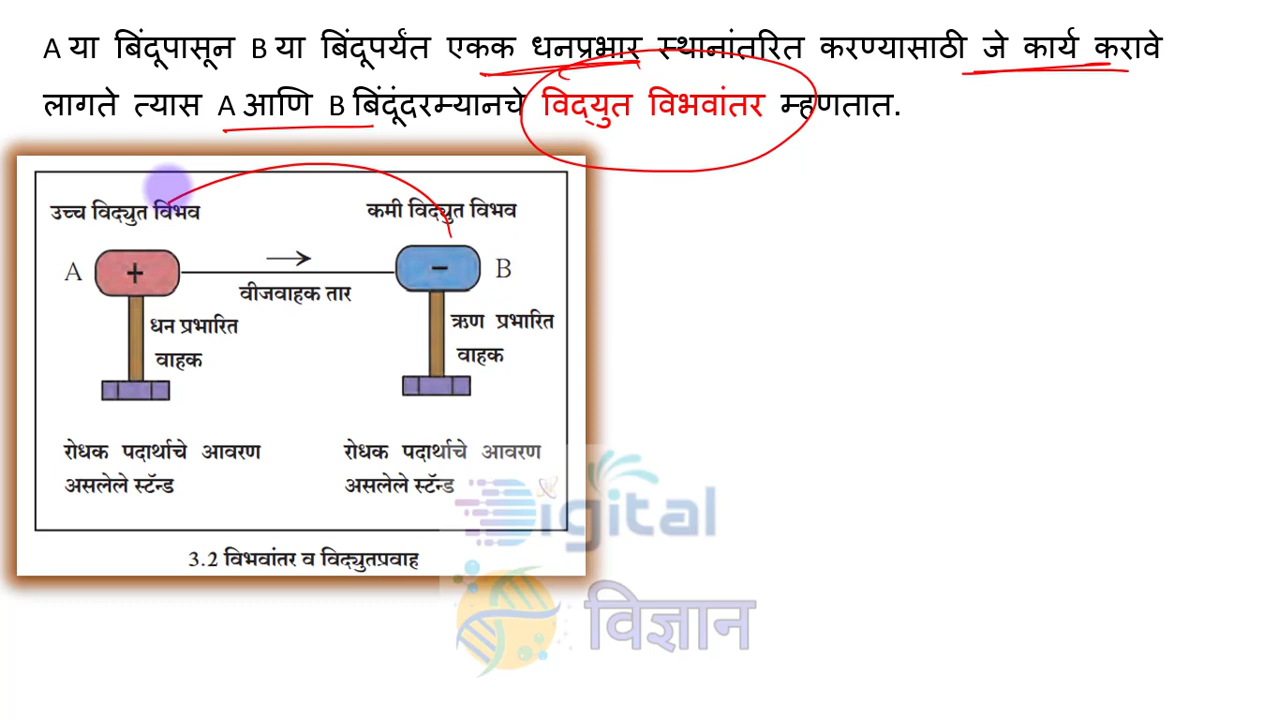 A या बिंदूपासून B या बिंदूपर्यंत एकक धनप्रभार स्थानांतरित करण्यासाठी जे कार्य करावे
लागते त्यास A आणि B बिंदूंदरम्यानचे विद्युत विभवांतर म्हणतात.
उच्च विद्युत विभव
कमी विद्युत विभव
A
+
−
B
वीजवाहक तार
धन प्रभारित
वाहक
ऋण प्रभारित
वाहक
रोधक पदार्थाचे आवरण
असलेले स्टॅन्ड
रोधक पदार्थाचे आवरण
असलेले स्टॅन्ड
3.2 विभवांतर व विद्युतप्रवाह
Digital
विज्ञान